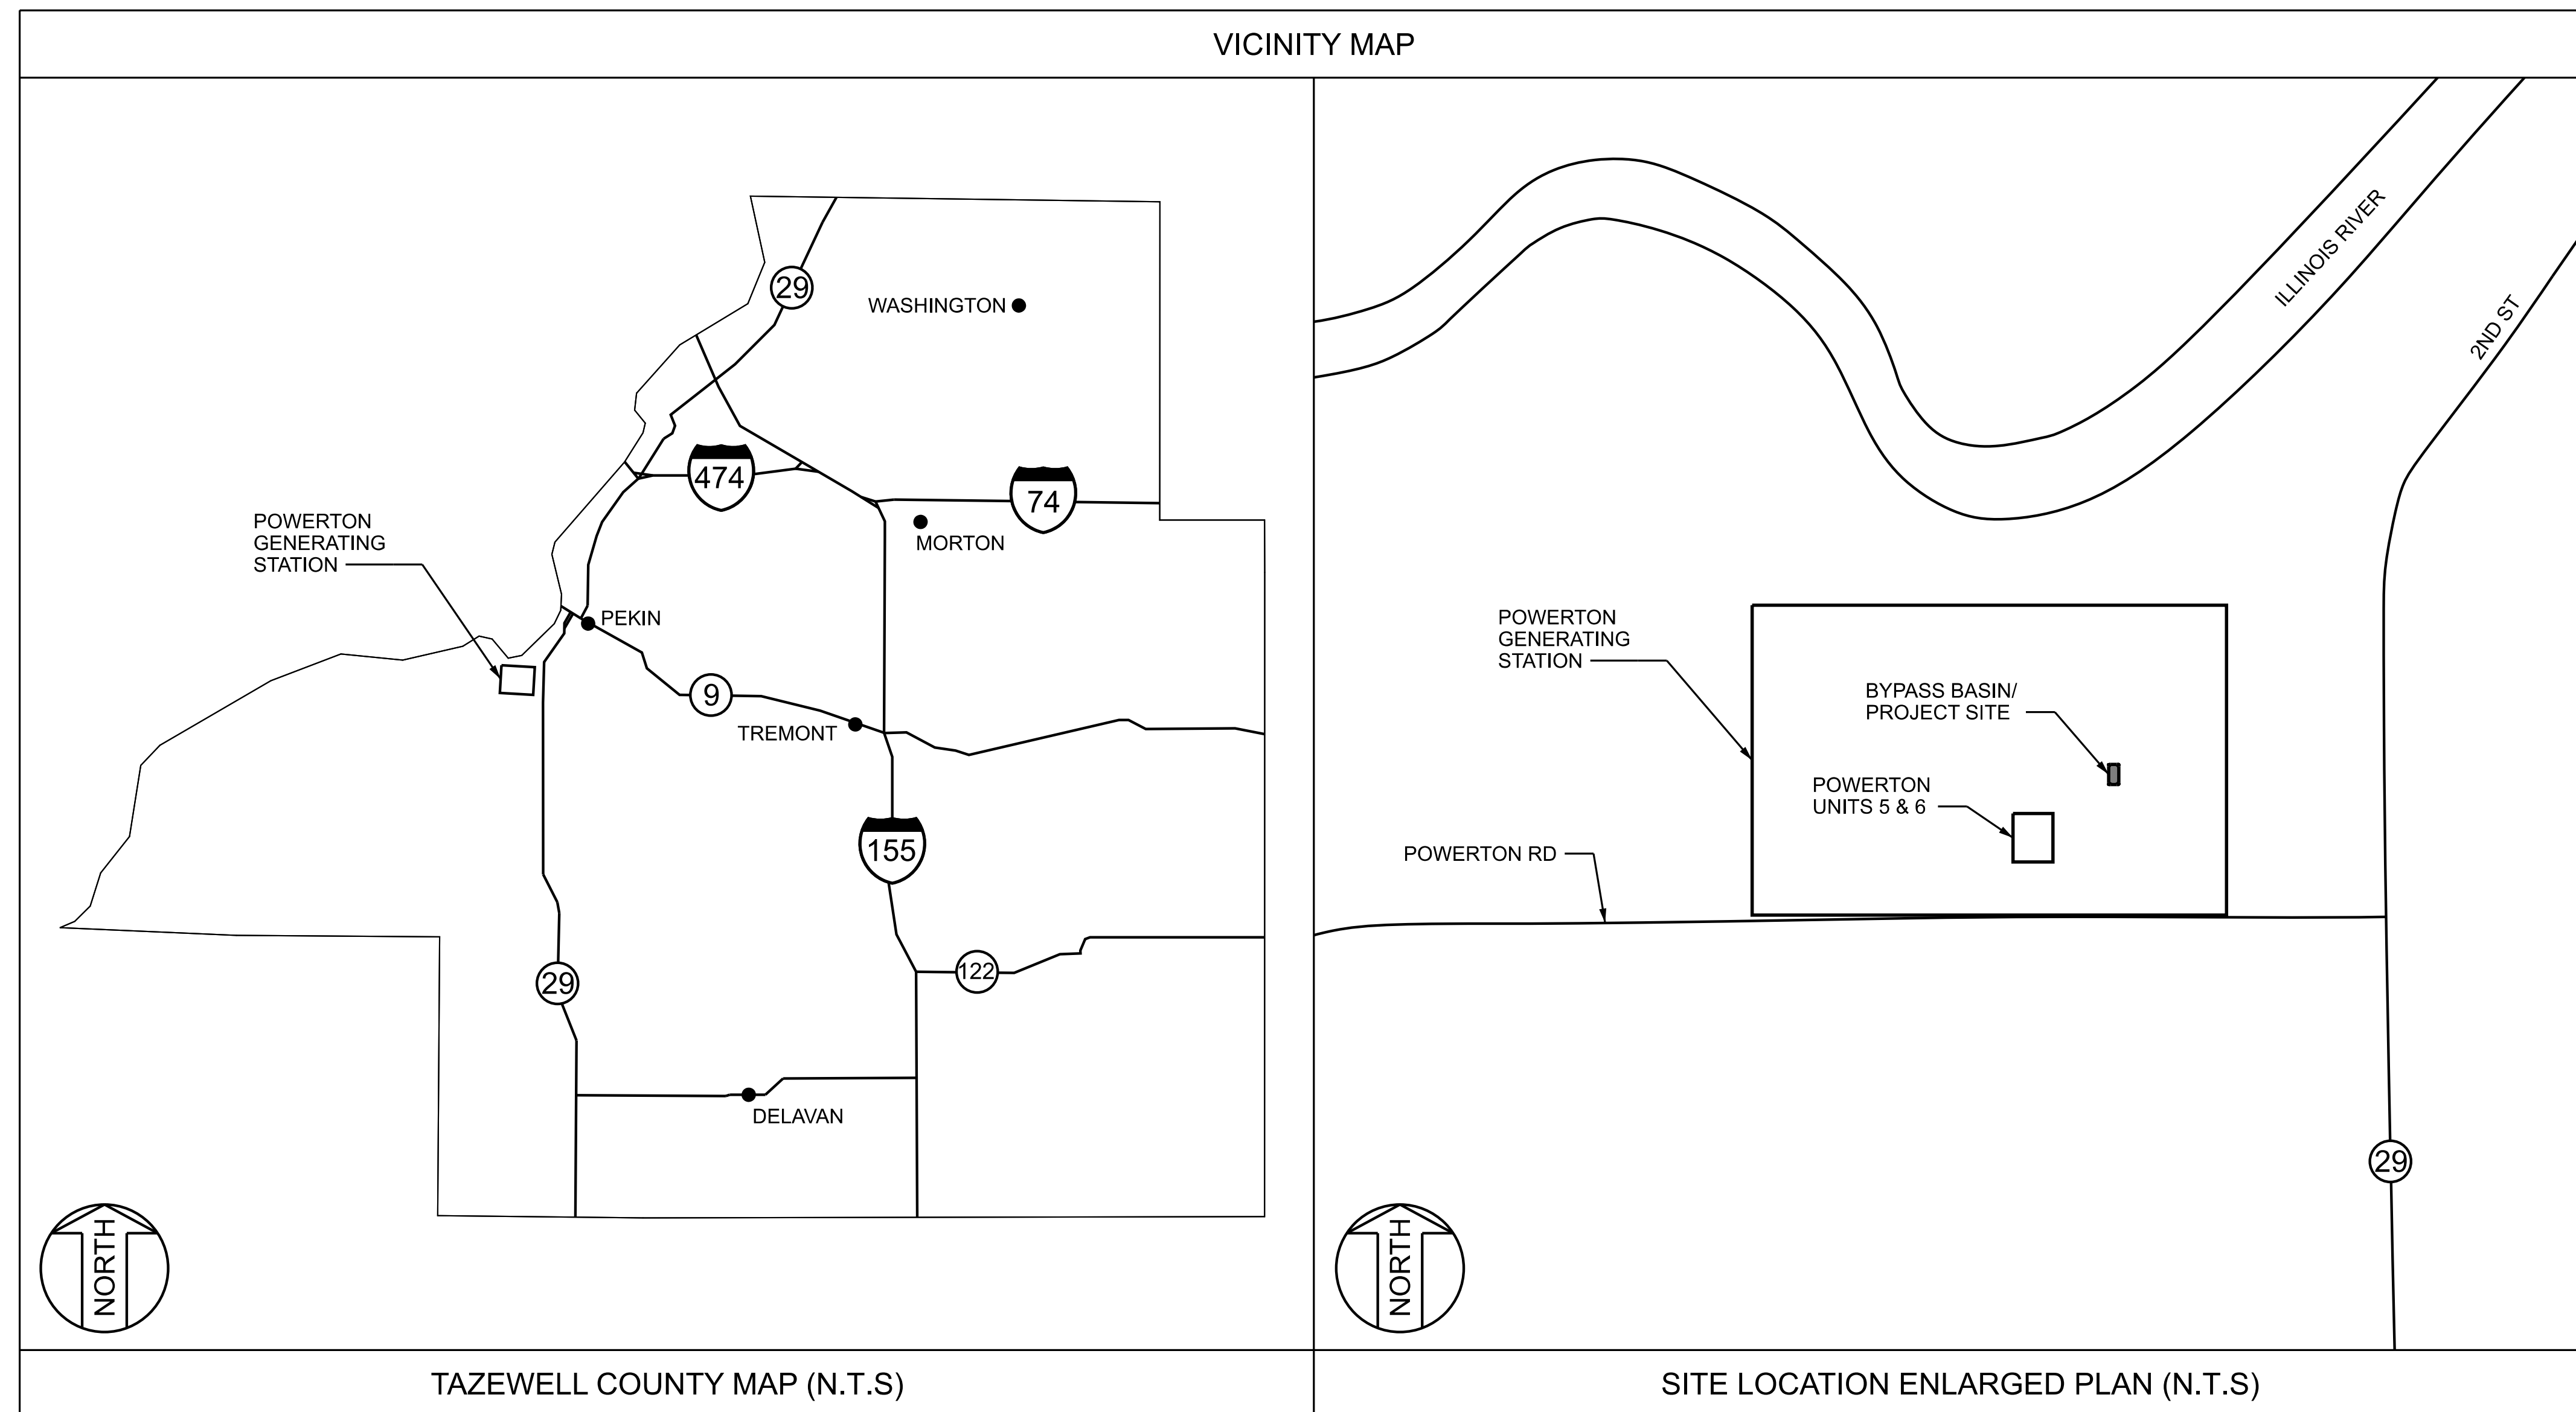 VICINITY MAP
29
WASHINGTON
474
74
POWERTON
GENERATING
STATION
MORTON
PEKIN
9
TREMONT
155
122
29
DELAVAN
NORTH
TAZEWELL COUNTY MAP (N.T.S)
ILLINOIS RIVER
2ND ST
POWERTON
GENERATING
STATION
BYPASS BASIN/
PROJECT SITE
POWERTON
UNITS 5 & 6
POWERTON RD
29
NORTH
SITE LOCATION ENLARGED PLAN (N.T.S)